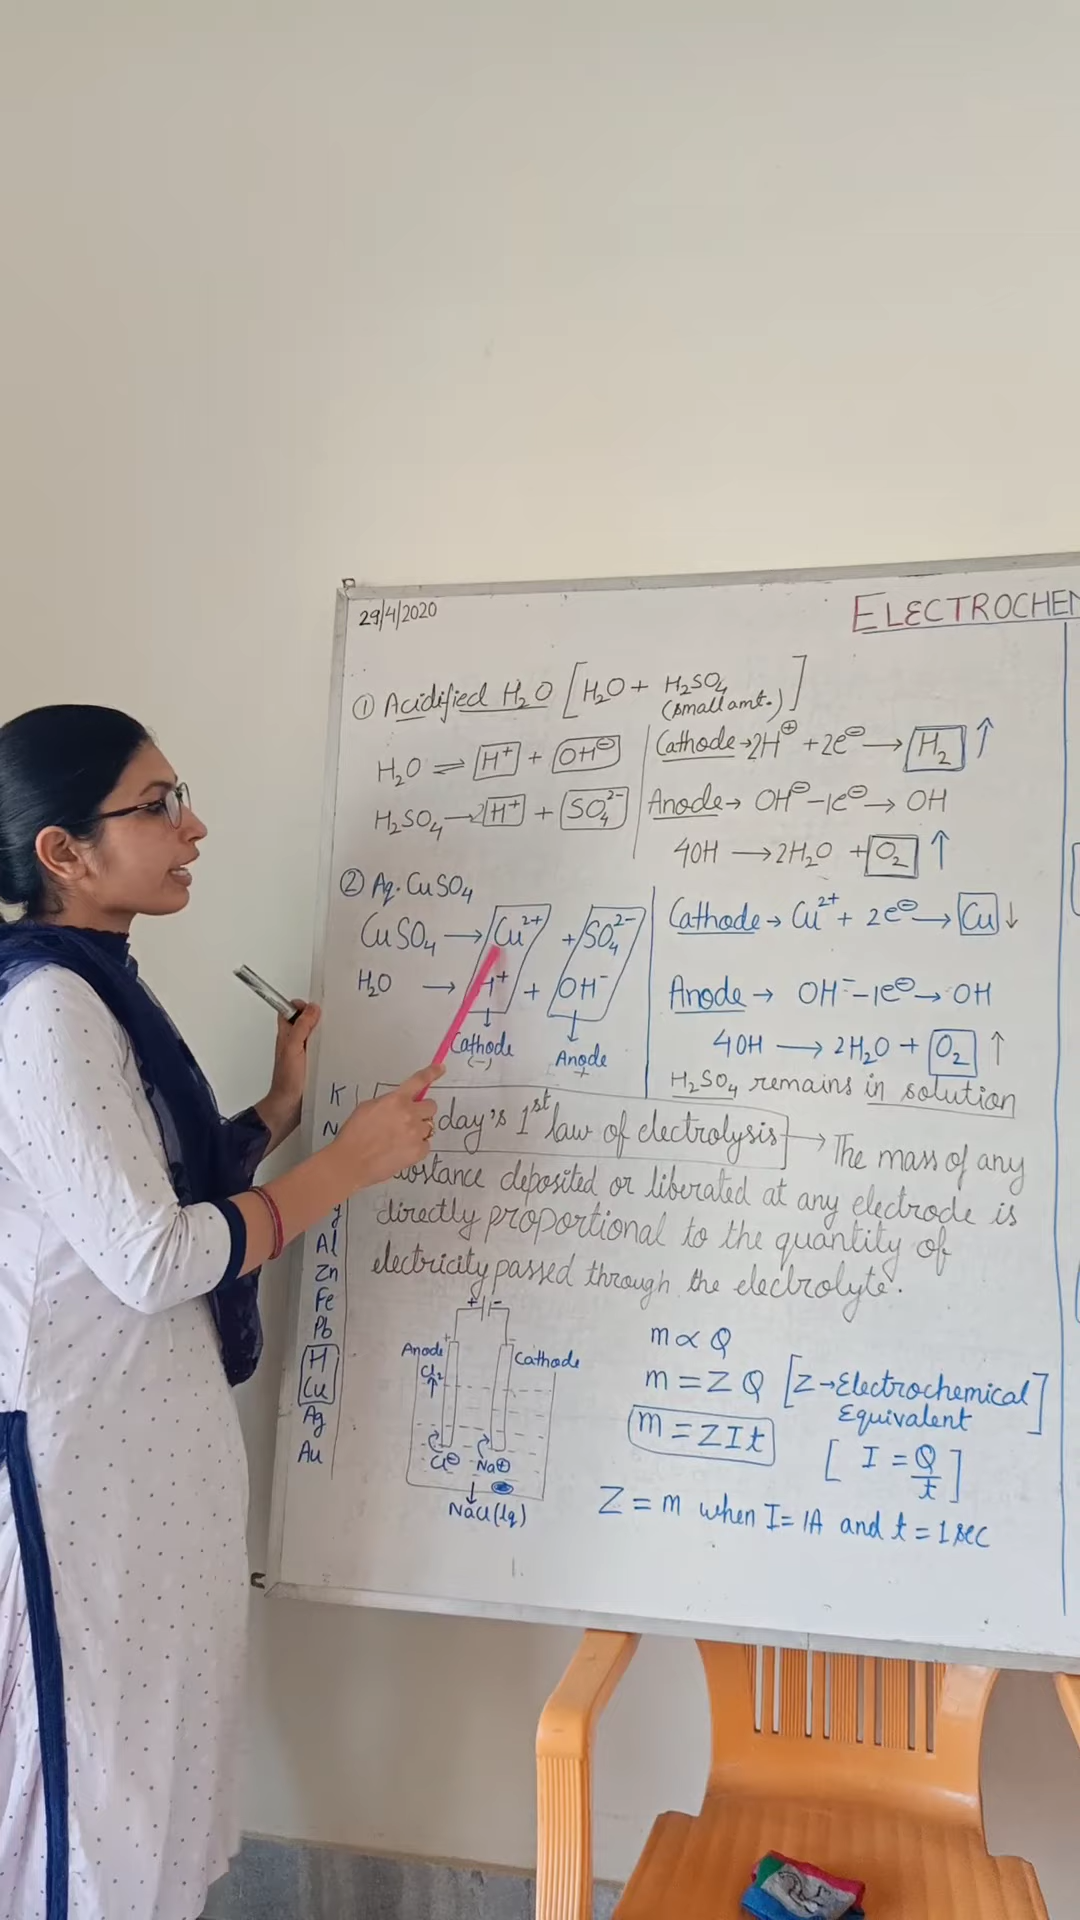 29/4/2020
ELECTROCHEM
① Acidified H₂O [H₂O + H₂SO₄ (small amt.)]
H₂O ⇌ H⁺ + OH⊖
H₂SO₄ → 2H⁺ + SO₄²⁻
Cathode → 2H⊕ + 2e⊖ → H₂ ↑
Anode → OH⊖ - 1e⊖ → OH
4OH → 2H₂O + O₂ ↑
② Aq. CuSO₄
CuSO₄ → Cu²⁺ + SO₄²⁻
H₂O → H⁺ + OH⁻
Cathode (-)
Anode +
Cathode → Cu²⁺ + 2e⊖ → Cu ↓
Anode → OH⁻ - 1e⊖ → OH
4OH → 2H₂O + O₂ ↑
H₂SO₄ remains in solution
day's 1st law of electrolysis → The mass of any
ubstance deposited or liberated at any electrode is
directly proportional to the quantity of
electricity passed through the electrolyte.
K
N
Al
Zn
Fe
Pb
H
Cu
Ag
Au
+ -
Anode +
Cathode -
Cl₂ ↑
Cl⊖
Na⊕
NaCl (lq)
m ∝ Q
m = Z Q [Z → Electrochemical Equivalent]
m = Z I t
[I = Q/t]
Z = m when I = 1A and t = 1 sec